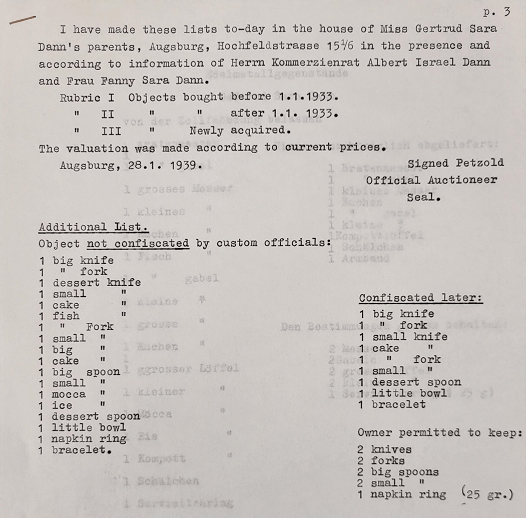 p. 3
I have made these lists to-day in the house of Miss Gertrud Sara
Dann's parents, Augsburg, Hochfeldstrasse 15 1/6 in the presence and
according to information of Herrn Kommerzienrat Albert Israel Dann
and Frau Fanny Sara Dann.
Rubric I Objects bought before 1.1.1933.
" II " " after 1.1. 1933.
" III " Newly acquired.
The valuation was made according to current prices.
Augsburg, 28.1. 1939.
Signed Petzold
Official Auctioneer
Seal.
Additional List.
Object not confiscated by custom officials:
1 big knife
1 " fork
1 dessert knife
1 small "
1 cake "
1 fish "
1 " Fork
1 small "
1 big "
1 cake "
1 big spoon
1 small "
1 mocca "
1 ice "
1 dessert spoon
1 little bowl
1 napkin ring
1 bracelet.
Confiscated later:
1 big knife
1 " fork
1 small knife
1 cake "
1 " fork
1 small "
1 dessert spoon
1 little bowl
1 bracelet
Owner permitted to keep:
2 knives
2 forks
2 big spoons
2 small "
1 napkin ring (25 gr.)